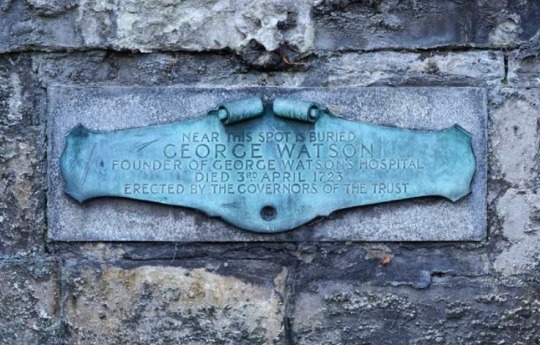 NEAR THIS SPOT IS BURIED
GEORGE WATSON
FOUNDER OF GEORGE WATSONS HOSPITAL
DIED 3RD APRIL 1723
ERECTED BY THE GOVERNORS OF THE TRUST